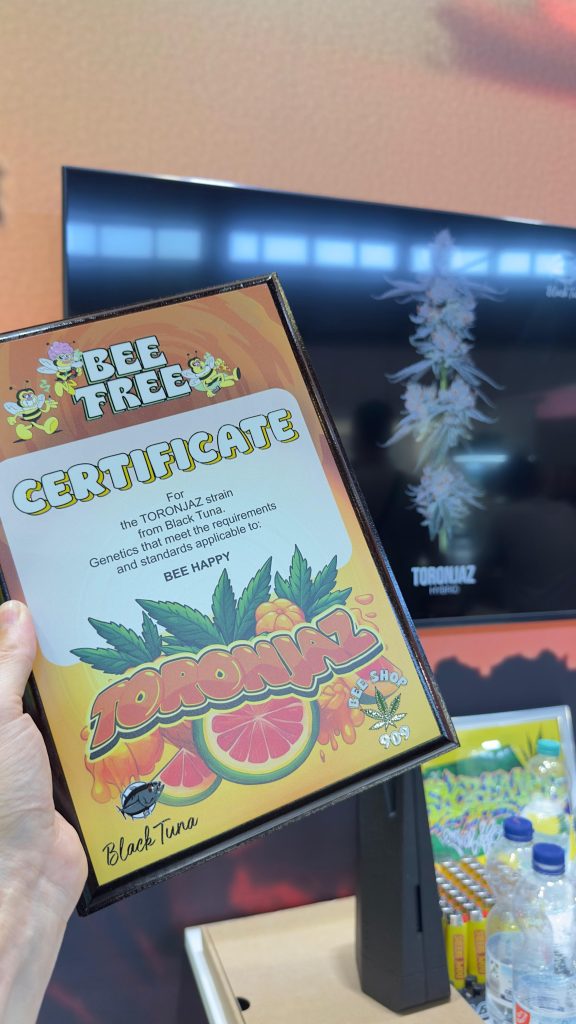 BEE
FREE
CERTIFICATE
For
the TORONJAZ strain
from Black Tuna.
Genetics that meet the requirements
and standards applicable to:
BEE HAPPY
TORONJAZ
BEE SHOP
909
Black Tuna
TORONJAZ
HYBRID